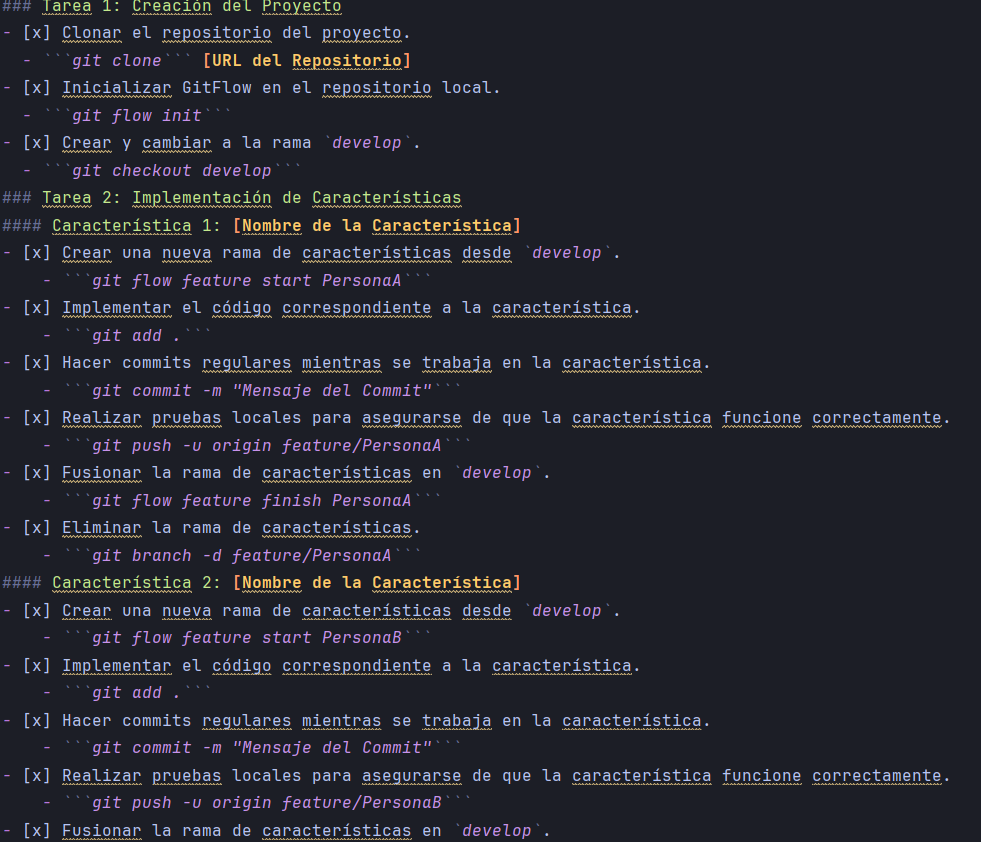 ### Tarea 1: Creación del Proyecto
- [x] Clonar el repositorio del proyecto.
  - ```git clone``` [URL del Repositorio]
- [x] Inicializar GitFlow en el repositorio local.
  - ```git flow init```
- [x] Crear y cambiar a la rama `develop`.
  - ```git checkout develop```
### Tarea 2: Implementación de Características
#### Característica 1: [Nombre de la Característica]
- [x] Crear una nueva rama de características desde `develop`.
    - ```git flow feature start PersonaA```
- [x] Implementar el código correspondiente a la característica.
    - ```git add .```
- [x] Hacer commits regulares mientras se trabaja en la característica.
    - ```git commit -m "Mensaje del Commit"```
- [x] Realizar pruebas locales para asegurarse de que la característica funcione correctamente.
    - ```git push -u origin feature/PersonaA```
- [x] Fusionar la rama de características en `develop`.
    - ```git flow feature finish PersonaA```
- [x] Eliminar la rama de características.
    - ```git branch -d feature/PersonaA```
#### Característica 2: [Nombre de la Característica]
- [x] Crear una nueva rama de características desde `develop`.
    - ```git flow feature start PersonaB```
- [x] Implementar el código correspondiente a la característica.
    - ```git add .```
- [x] Hacer commits regulares mientras se trabaja en la característica.
    - ```git commit -m "Mensaje del Commit"```
- [x] Realizar pruebas locales para asegurarse de que la característica funcione correctamente.
    - ```git push -u origin feature/PersonaB```
- [x] Fusionar la rama de características en `develop`.